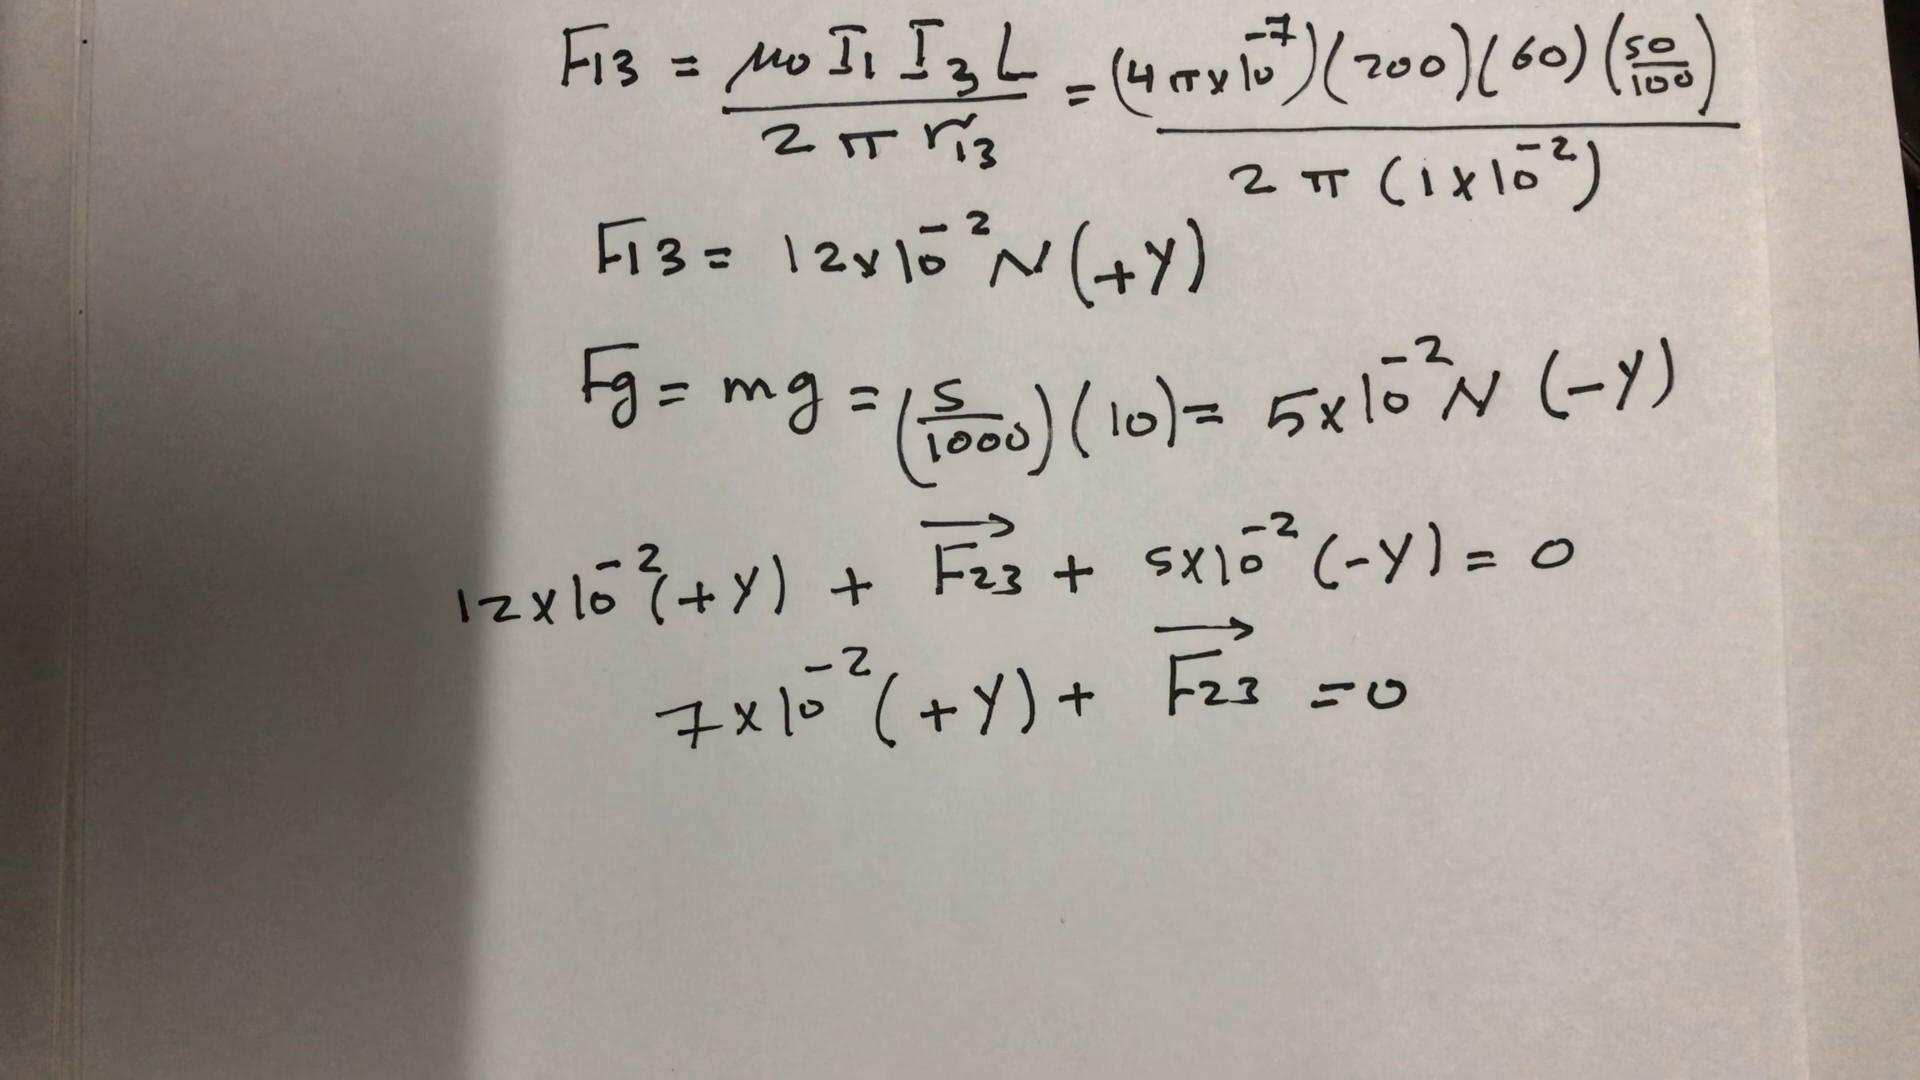 F13 = μ0 I1 I3 L / 2 π r13 = (4π×10^-7)(200)(60)(50/100) / 2 π (1×10^-2)
F13 = 12×10^-2 N (+Y)
Fg = mg = (5/1000)(10) = 5×10^-2 N (-Y)
12×10^-2 (+Y) + F23→ + 5×10^-2 (-Y) = 0
7×10^-2 (+Y) + F23→ = 0